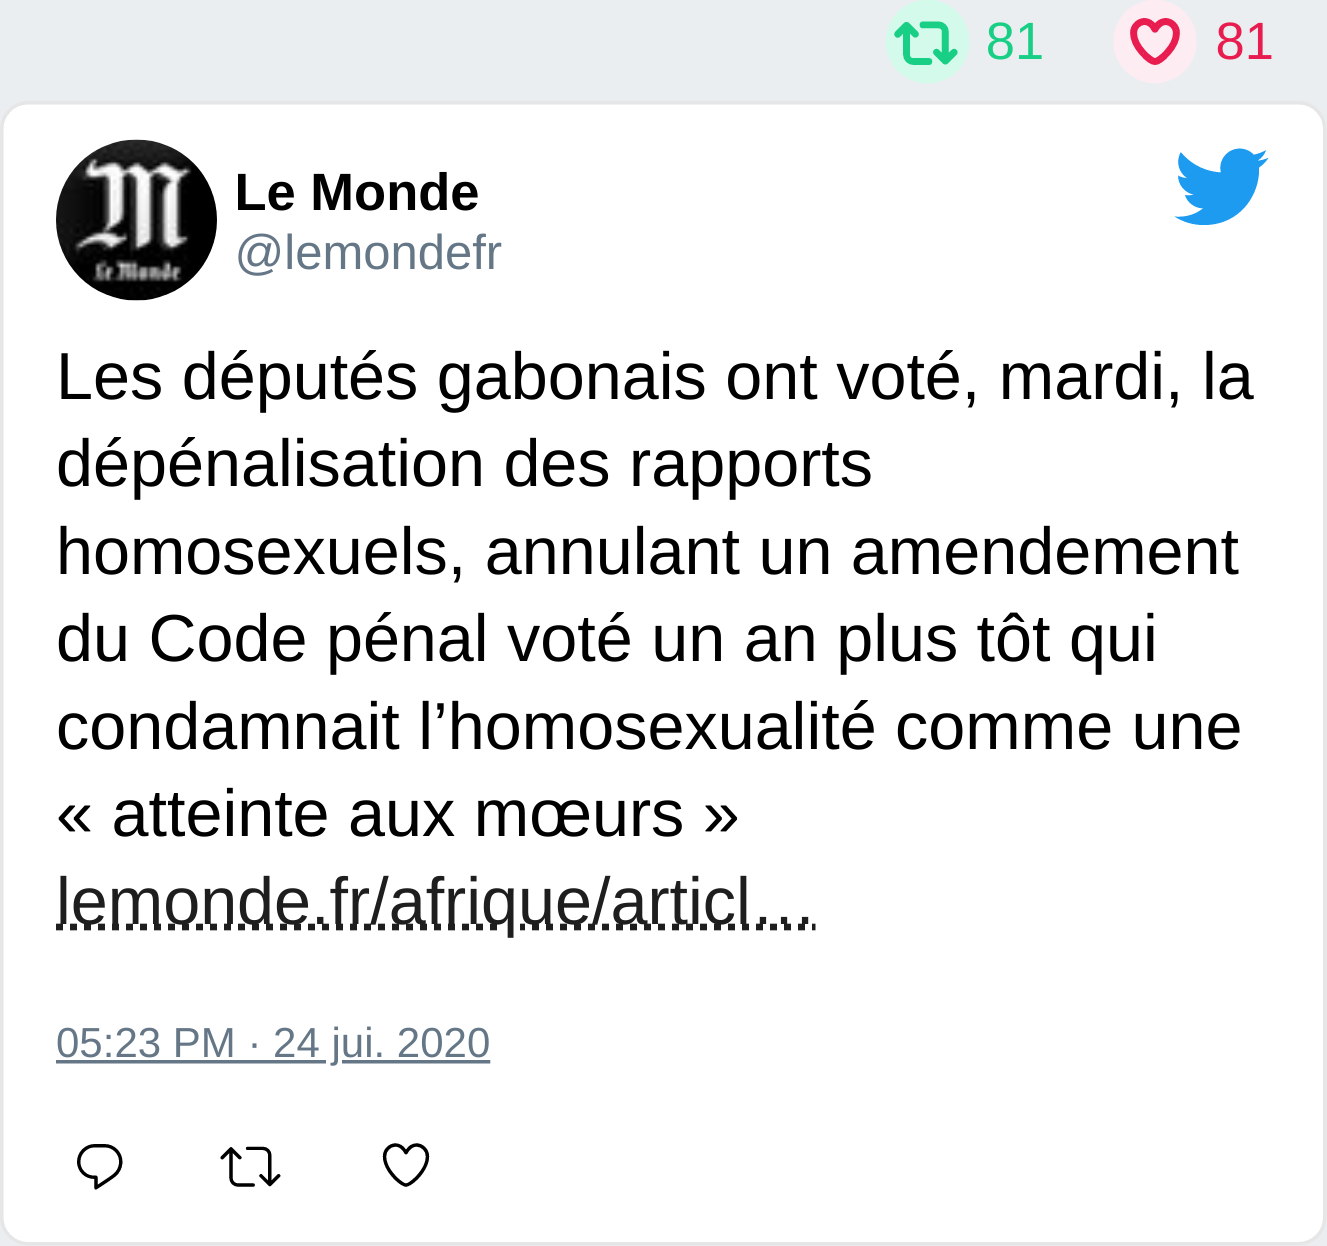 81 81
Le Monde
Le Monde
@lemondefr
Les députés gabonais ont voté, mardi, la
dépénalisation des rapports
homosexuels, annulant un amendement
du Code pénal voté un an plus tôt qui
condamnait l’homosexualité comme une
« atteinte aux mœurs »
lemonde.fr/afrique/articl…
05:23 PM · 24 jui. 2020